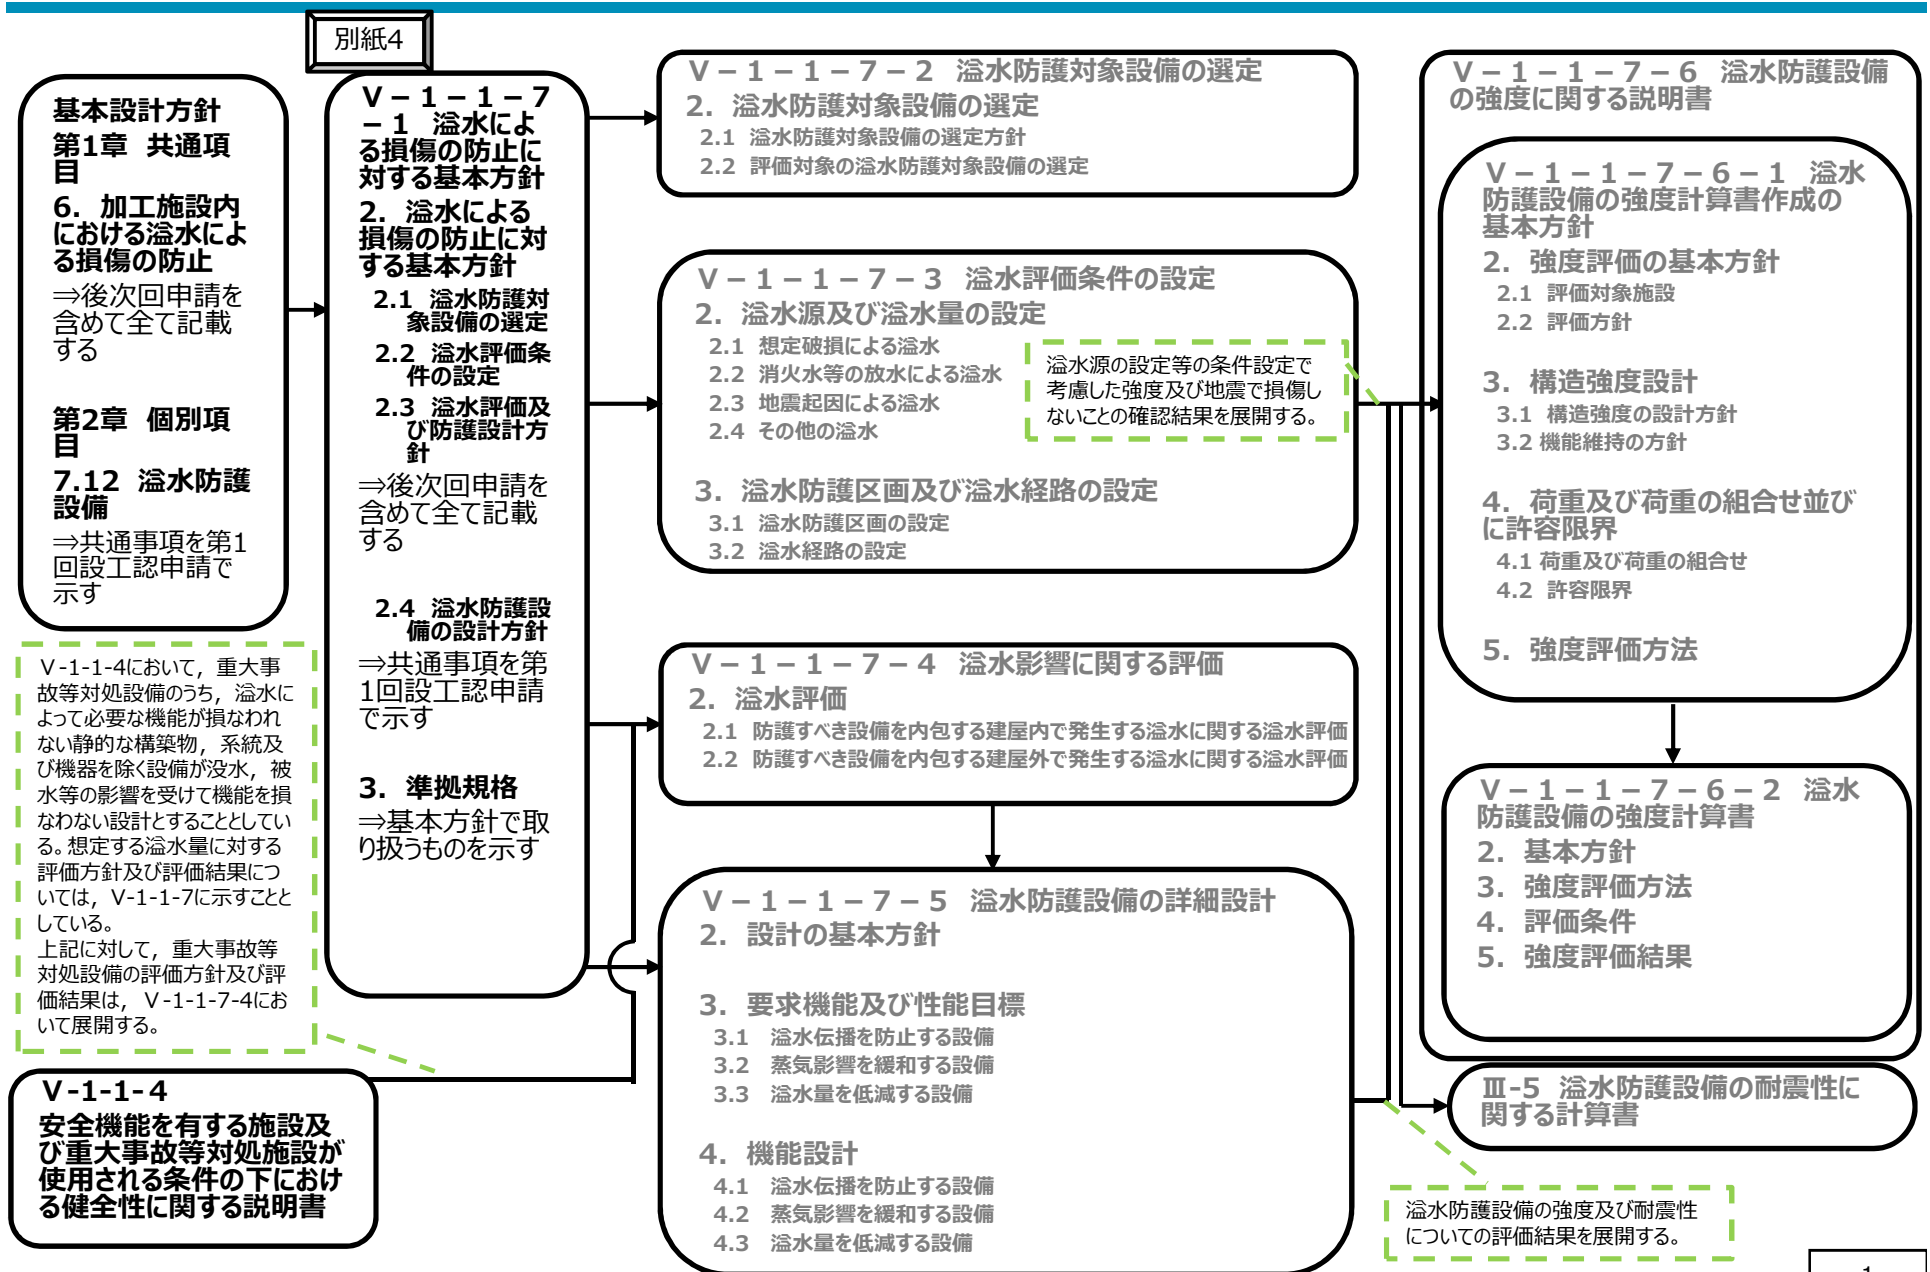 別紙4
基本設計方針
第1章 共通項
目
6. 加工施設内
における溢水によ
る損傷の防止
⇒後次回申請を
含めて全て記載
する
第2章 個別項
目
7.12 溢水防護
設備
⇒共通事項を第1
回設工認申請で
示す
Ⅴ-1-1-4において，重大事
故等対処設備のうち，溢水に
よって必要な機能が損なわれ
ない静的な構築物，系統及
び機器を除く設備が没水，被
水等の影響を受けて機能を損
なわない設計とすることとしてい
る。想定する溢水量に対する
評価方針及び評価結果につ
いては，Ⅴ-1-1-7に示すことと
している。
上記に対して，重大事故等
対処設備の評価方針及び評
価結果は，Ⅴ-1-1-7-4にお
いて展開する。
Ⅴ-1-1-4
安全機能を有する施設及
び重大事故等対処施設が
使用される条件の下におけ
る健全性に関する説明書
Ⅴ－1－1－7
－1 溢水によ
る損傷の防止に
対する基本方針
2. 溢水による
損傷の防止に対
する基本方針
2.1 溢水防護対
象設備の選定
2.2 溢水評価条
件の設定
2.3 溢水評価及
び防護設計方
針
⇒後次回申請を
含めて全て記載
する
2.4 溢水防護設
備の設計方針
⇒共通事項を第
1回設工認申請
で示す
3. 準拠規格
⇒基本方針で取
り扱うものを示す
Ⅴ－1－1－7－2 溢水防護対象設備の選定
2. 溢水防護対象設備の選定
2.1 溢水防護対象設備の選定方針
2.2 評価対象の溢水防護対象設備の選定
Ⅴ－1－1－7－3 溢水評価条件の設定
2. 溢水源及び溢水量の設定
2.1 想定破損による溢水
2.2 消火水等の放水による溢水
2.3 地震起因による溢水
2.4 その他の溢水
溢水源の設定等の条件設定で
考慮した強度及び地震で損傷し
ないことの確認結果を展開する。
3. 溢水防護区画及び溢水経路の設定
3.1 溢水防護区画の設定
3.2 溢水経路の設定
Ⅴ－1－1－7－4 溢水影響に関する評価
2. 溢水評価
2.1 防護すべき設備を内包する建屋内で発生する溢水に関する溢水評価
2.2 防護すべき設備を内包する建屋外で発生する溢水に関する溢水評価
Ⅴ－1－1－7－5 溢水防護設備の詳細設計
2. 設計の基本方針
3. 要求機能及び性能目標
3.1 溢水伝播を防止する設備
3.2 蒸気影響を緩和する設備
3.3 溢水量を低減する設備
4. 機能設計
4.1 溢水伝播を防止する設備
4.2 蒸気影響を緩和する設備
4.3 溢水量を低減する設備
Ⅴ－1－1－7－6 溢水防護設備
の強度に関する説明書
Ⅴ－1－1－7－6－1 溢水
防護設備の強度計算書作成の
基本方針
2. 強度評価の基本方針
2.1 評価対象施設
2.2 評価方針
3. 構造強度設計
3.1 構造強度の設計方針
3.2 機能維持の方針
4. 荷重及び荷重の組合せ並び
に許容限界
4.1 荷重及び荷重の組合せ
4.2 許容限界
5. 強度評価方法
Ⅴ－1－1－7－6－2 溢水
防護設備の強度計算書
2. 基本方針
3. 強度評価方法
4. 評価条件
5. 強度評価結果
Ⅲ-5 溢水防護設備の耐震性に
関する計算書
溢水防護設備の強度及び耐震性
についての評価結果を展開する。
1